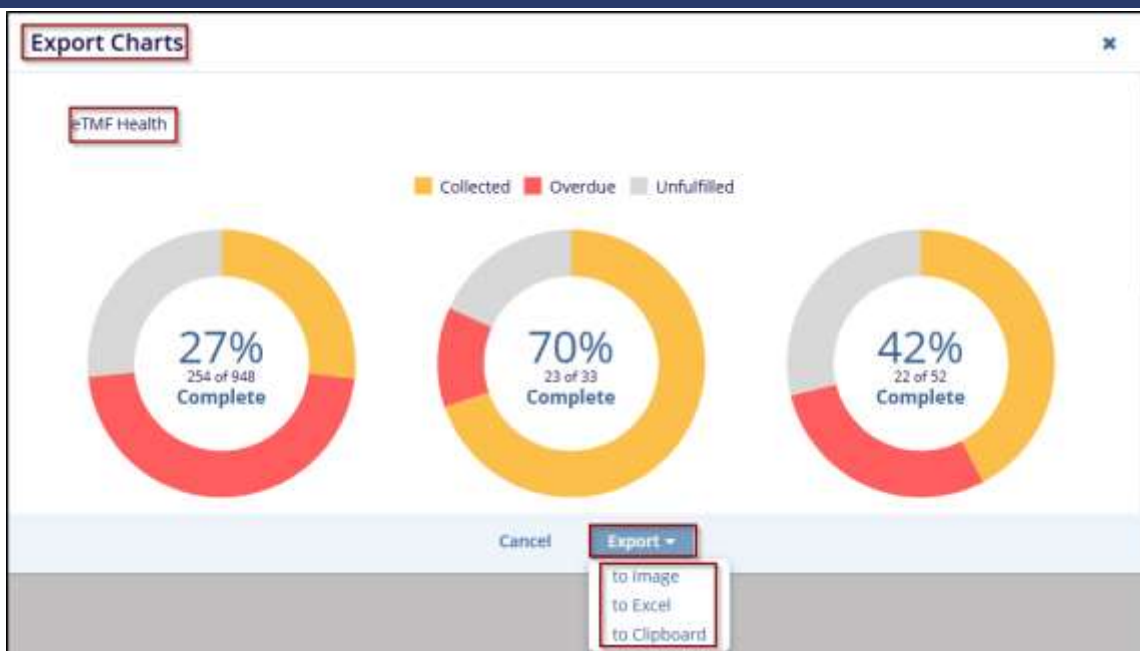 Export Charts
eTMF Health
Collected Overdue Unfulfilled
27%
254 of 948
Complete
70%
23 of 33
Complete
42%
22 of 52
Complete
Cancel Export
to Image
to Excel
to Clipboard